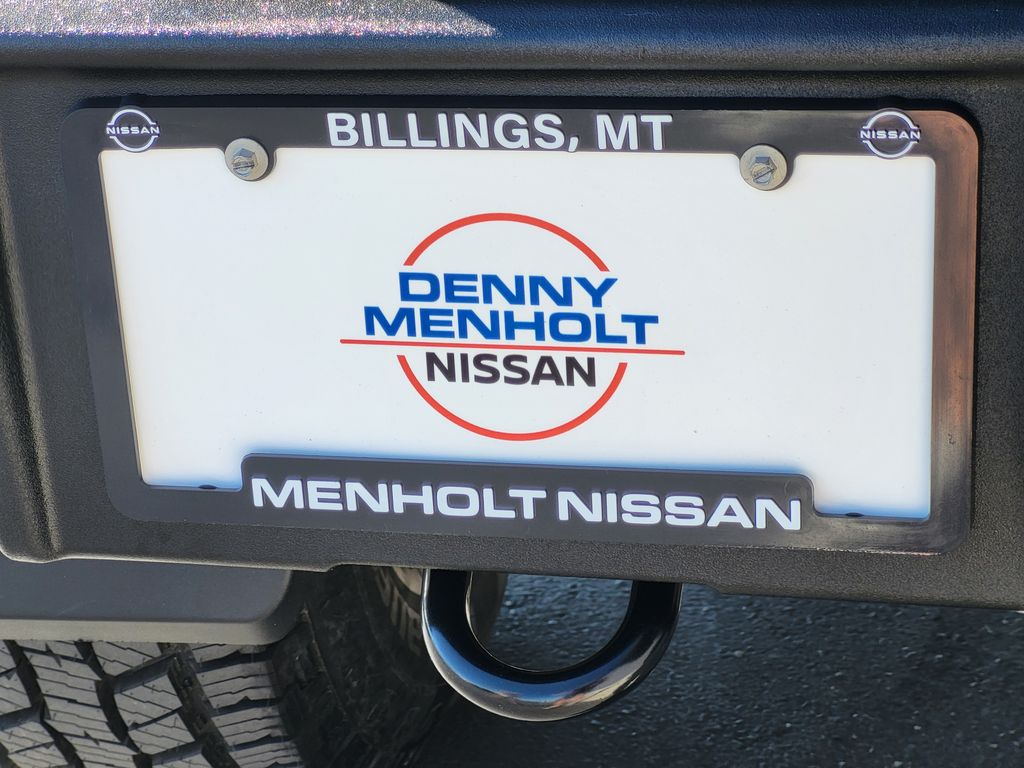 BILLINGS, MT
NISSAN
NISSAN
DENNY
MENHOLT
NISSAN
MENHOLT NISSAN